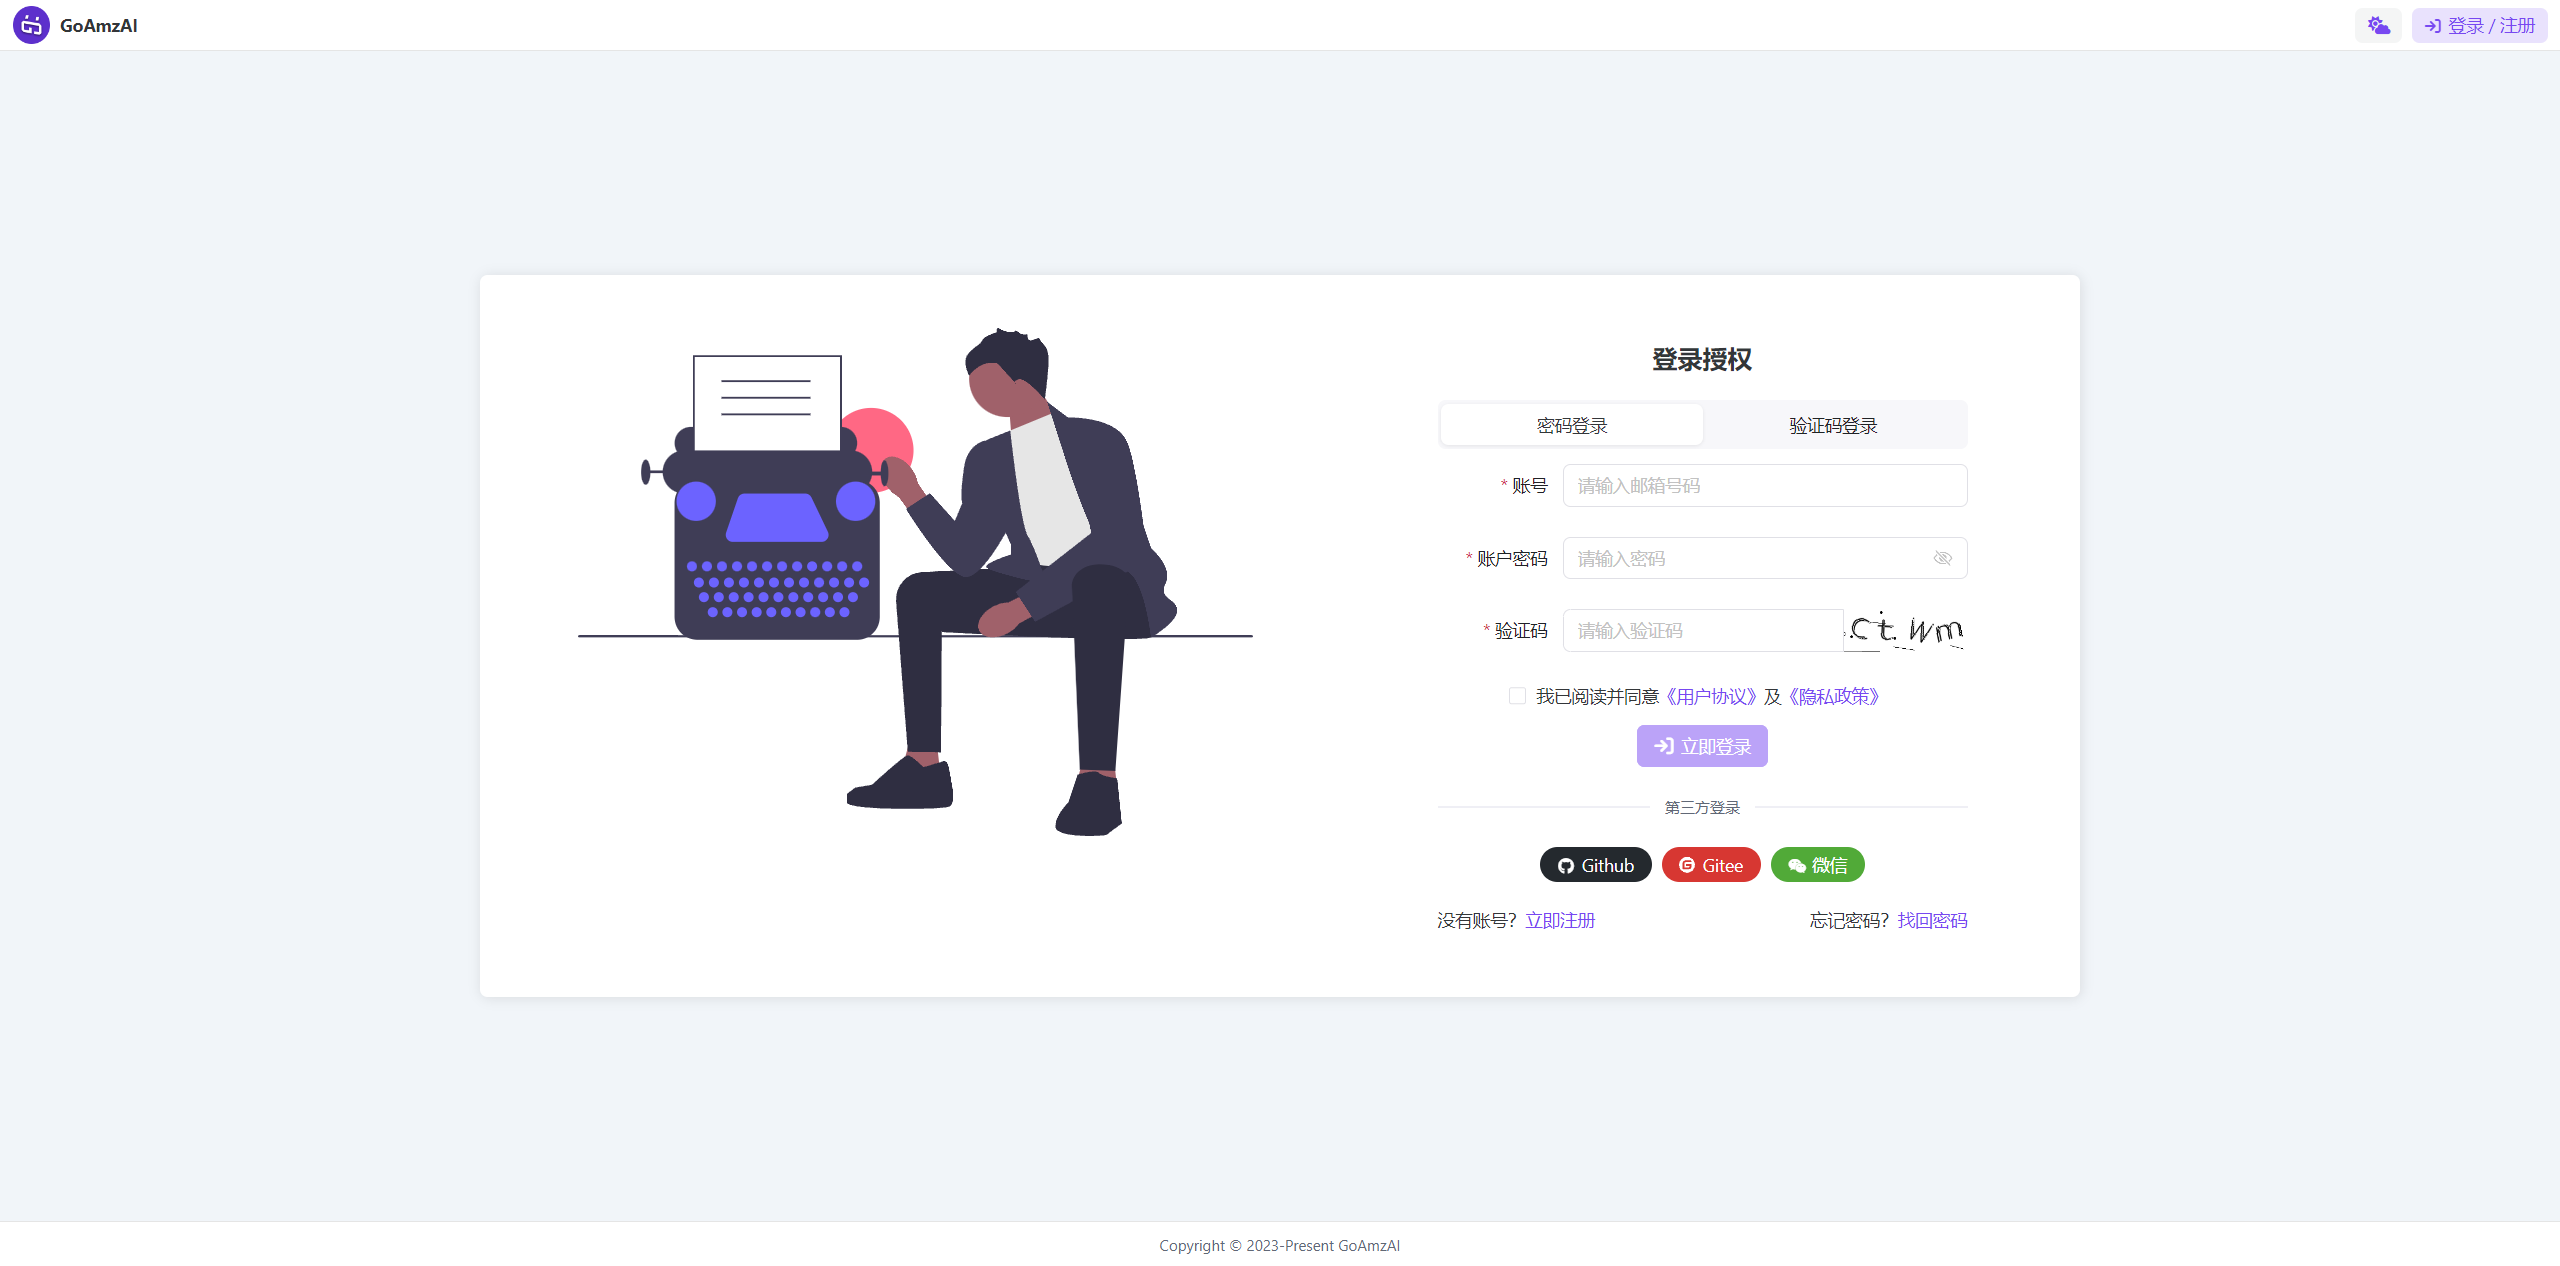 GoAmzAI
登录 / 注册
登录授权
密码登录
验证码登录
* 账号
请输入邮箱号码
* 账户密码
请输入密码
* 验证码
请输入验证码
ct wm
我已阅读并同意《用户协议》及《隐私政策》
立即登录
第三方登录
Github
Gitee
微信
没有账号？立即注册
忘记密码？找回密码
Copyright © 2023-Present GoAmzAI